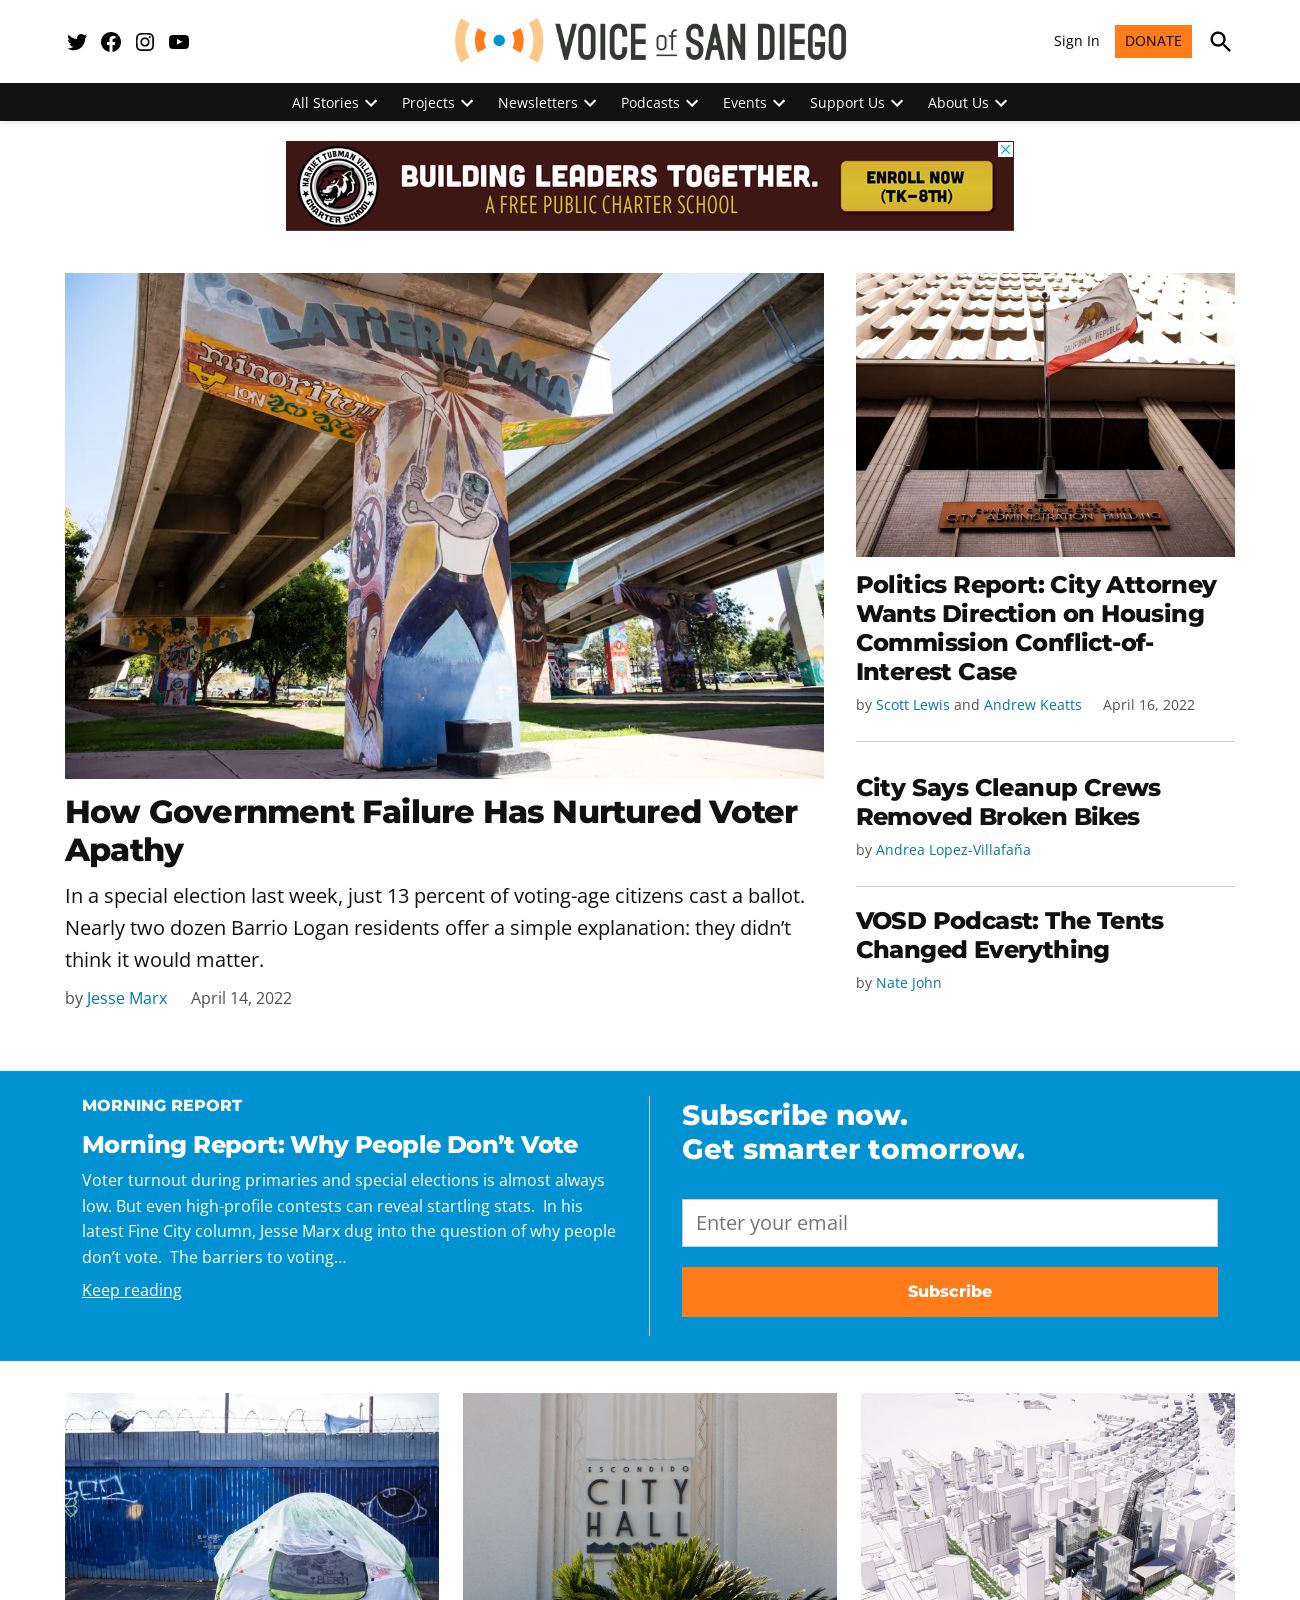 VOICE of SAN DIEGO
Sign In
DONATE
All Stories
Projects
Newsletters
Podcasts
Events
Support Us
About Us
HARRIET TUBMAN VILLAGE
CHARTER SCHOOL
BUILDING LEADERS TOGETHER.
A FREE PUBLIC CHARTER SCHOOL
ENROLL NOW
(TK–8TH)
LA TIERRA MIA
minority
NOT
CALIFORNIA REPUBLIC
CITY ADMINISTRATION BUILDING
How Government Failure Has Nurtured Voter
Apathy
In a special election last week, just 13 percent of voting-age citizens cast a ballot.
Nearly two dozen Barrio Logan residents offer a simple explanation: they didn’t
think it would matter.
by Jesse Marx April 14, 2022
Politics Report: City Attorney
Wants Direction on Housing
Commission Conflict-of-
Interest Case
by Scott Lewis and Andrew Keatts April 16, 2022
City Says Cleanup Crews
Removed Broken Bikes
by Andrea Lopez-Villafaña
VOSD Podcast: The Tents
Changed Everything
by Nate John
MORNING REPORT
Morning Report: Why People Don’t Vote
Voter turnout during primaries and special elections is almost always
low. But even high-profile contests can reveal startling stats.  In his
latest Fine City column, Jesse Marx dug into the question of why people
don’t vote.  The barriers to voting…
Keep reading
Subscribe now.
Get smarter tomorrow.
Enter your email
Subscribe
ESCONDIDO
CITY
HALL